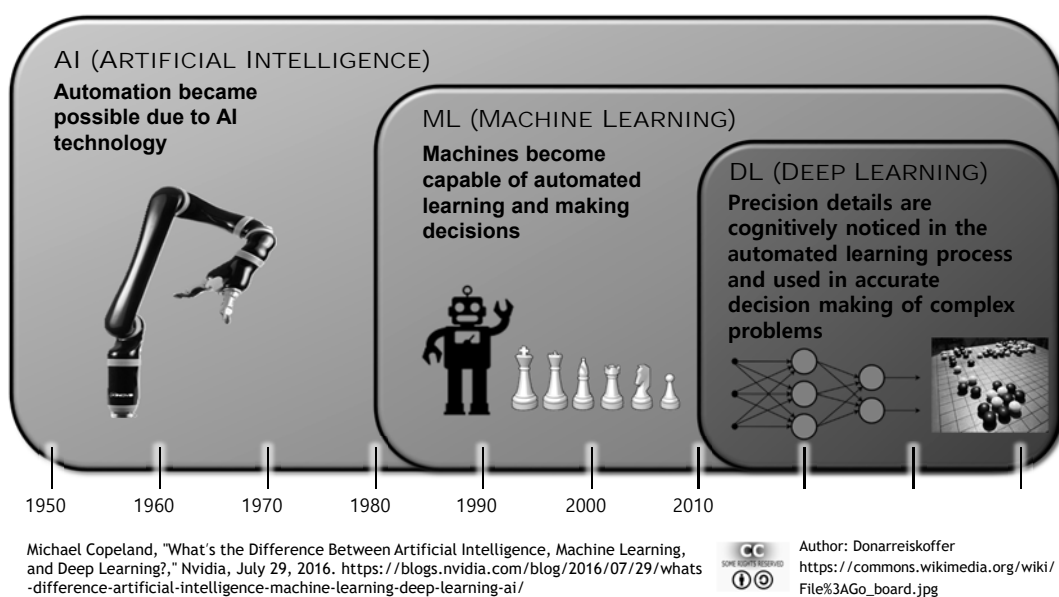 AI (ARTIFICIAL INTELLIGENCE)
Automation became
possible due to AI
technology
ML (MACHINE LEARNING)
Machines become
capable of automated
learning and making
decisions
DL (DEEP LEARNING)
Precision details are
cognitively noticed in the
automated learning process
and used in accurate
decision making of complex
problems
1950 1960 1970 1980 1990 2000 2010
Michael Copeland, "What's the Difference Between Artificial Intelligence, Machine Learning,
and Deep Learning?," Nvidia, July 29, 2016. https://blogs.nvidia.com/blog/2016/07/29/whats
-difference-artificial-intelligence-machine-learning-deep-learning-ai/
CC
SOME RIGHTS RESERVED
Author: Donarreiskoffer
https://commons.wikimedia.org/wiki/
File%3AGo_board.jpg